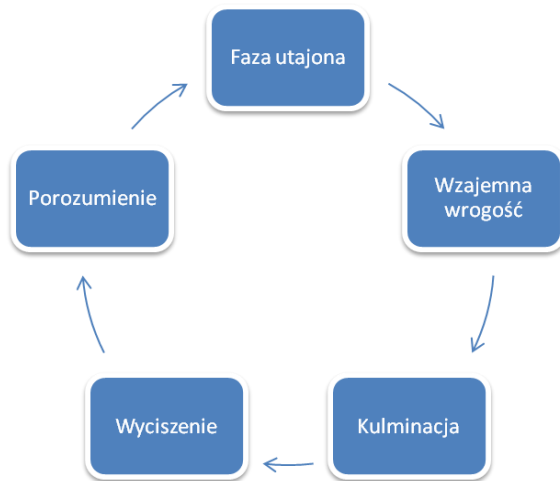 Faza utajona
Wzajemna
wrogość
Kulminacja
Wyciszenie
Porozumienie